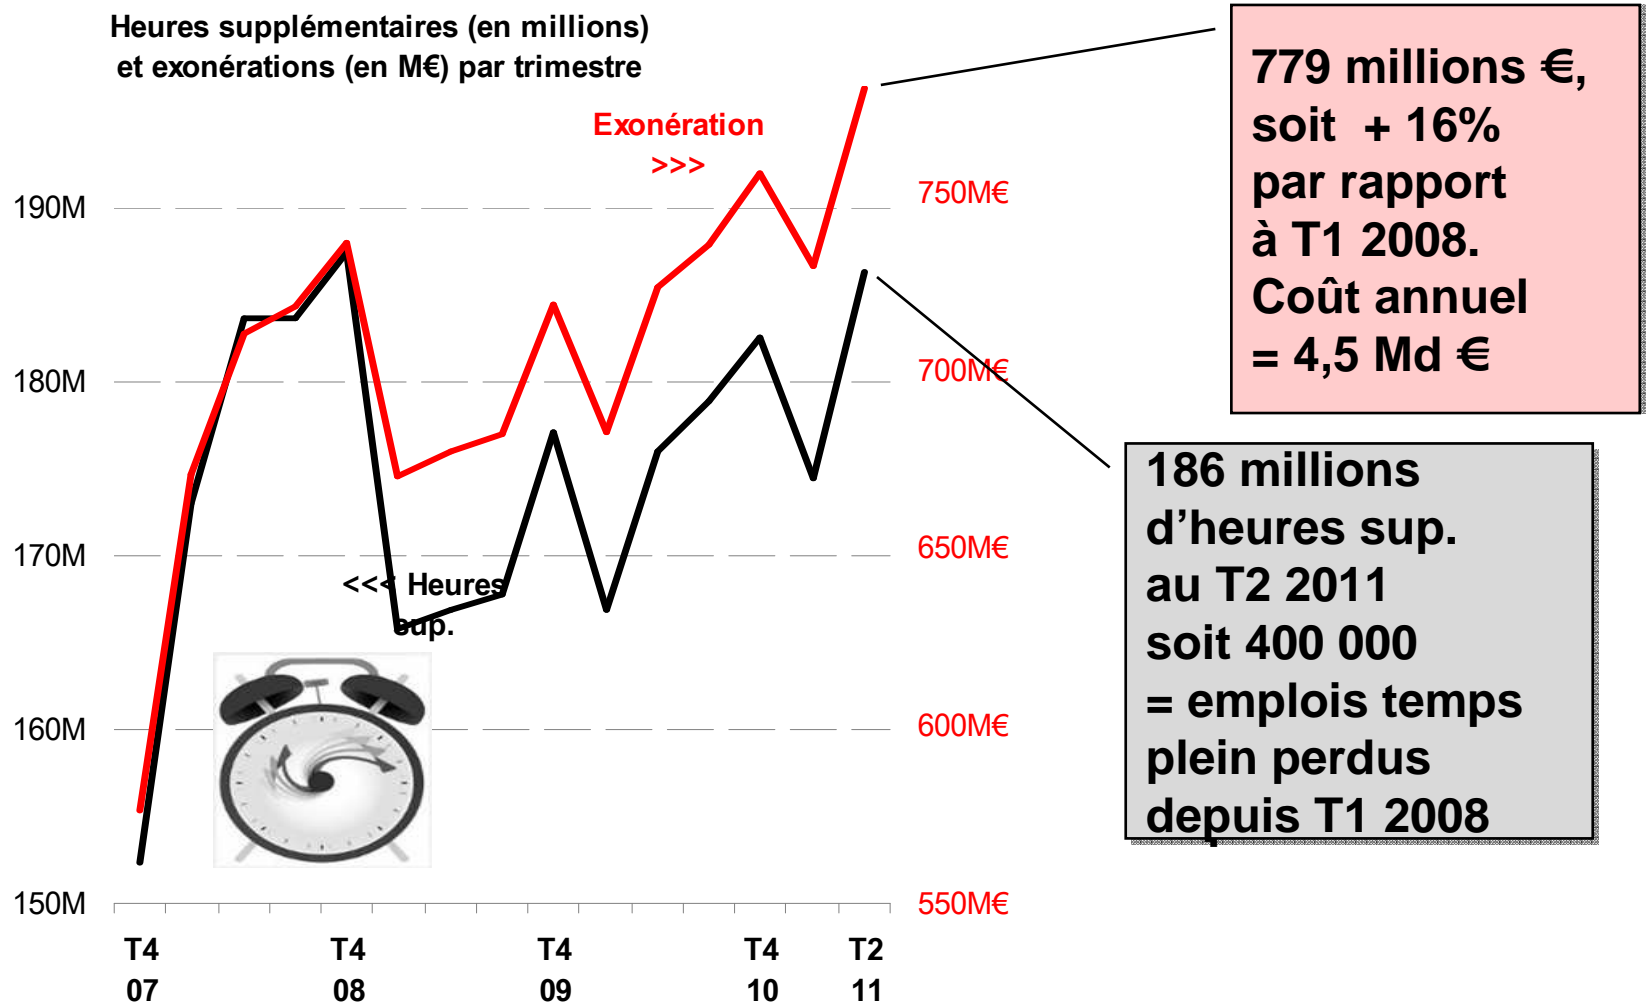 Heures supplémentaires (en millions)
et exonérations (en M€) par trimestre
Exonération
>>>
779 millions €,
soit + 16%
par rapport
à T1 2008.
Coût annuel
= 4,5 Md €
190M
180M
170M
160M
150M
750M€
700M€
650M€
600M€
550M€
<<< Heures
sup.
186 millions
d’heures sup.
au T2 2011
soit 400 000
= emplois temps
plein perdus
depuis T1 2008
T4 T4 T4 T4 T2
07 08 09 10 11